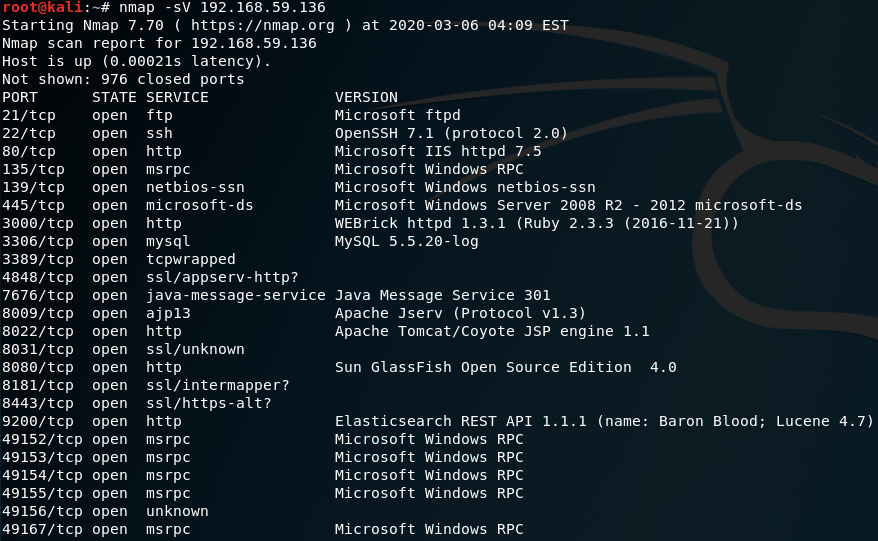 root@kali:~# nmap -sV 192.168.59.136
Starting Nmap 7.70 ( https://nmap.org ) at 2020-03-06 04:09 EST
Nmap scan report for 192.168.59.136
Host is up (0.00021s latency).
Not shown: 976 closed ports
PORT      STATE SERVICE              VERSION
21/tcp    open  ftp                  Microsoft ftpd
22/tcp    open  ssh                  OpenSSH 7.1 (protocol 2.0)
80/tcp    open  http                 Microsoft IIS httpd 7.5
135/tcp   open  msrpc                Microsoft Windows RPC
139/tcp   open  netbios-ssn          Microsoft Windows netbios-ssn
445/tcp   open  microsoft-ds         Microsoft Windows Server 2008 R2 - 2012 microsoft-ds
3000/tcp  open  http                 WEBrick httpd 1.3.1 (Ruby 2.3.3 (2016-11-21))
3306/tcp  open  mysql                MySQL 5.5.20-log
3389/tcp  open  tcpwrapped
4848/tcp  open  ssl/appserv-http?
7676/tcp  open  java-message-service Java Message Service 301
8009/tcp  open  ajp13                Apache Jserv (Protocol v1.3)
8022/tcp  open  http                 Apache Tomcat/Coyote JSP engine 1.1
8031/tcp  open  ssl/unknown
8080/tcp  open  http                 Sun GlassFish Open Source Edition  4.0
8181/tcp  open  ssl/intermapper?
8443/tcp  open  ssl/https-alt?
9200/tcp  open  http                 Elasticsearch REST API 1.1.1 (name: Baron Blood; Lucene 4.7)
49152/tcp open  msrpc                Microsoft Windows RPC
49153/tcp open  msrpc                Microsoft Windows RPC
49154/tcp open  msrpc                Microsoft Windows RPC
49155/tcp open  msrpc                Microsoft Windows RPC
49156/tcp open  unknown
49167/tcp open  msrpc                Microsoft Windows RPC